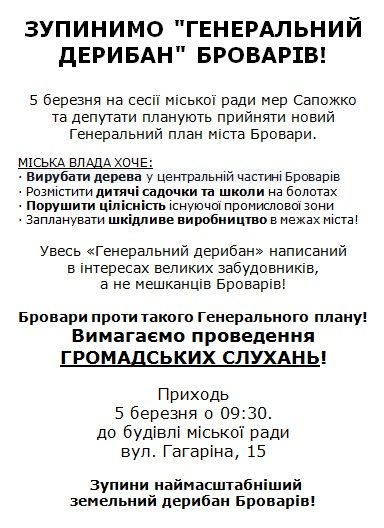 ЗУПИНИМО "ГЕНЕРАЛЬНИЙ
ДЕРИБАН" БРОВАРІВ!
5 березня на сесії міської ради мер Сапожко
та депутати планують прийняти новий
Генеральний план міста Бровари.
МІСЬКА ВЛАДА ХОЧЕ:
· Вирубати дерева у центральній частині Броварів
· Розмістити дитячі садочки та школи на болотах
· Порушити цілісність існуючої промислової зони
· Запланувати шкідливе виробництво в межах міста!
Увесь «Генеральний дерибан» написаний
в інтересах великих забудовників,
а не мешканців Броварів!
Бровари проти такого Генерального плану!
Вимагаємо проведення
ГРОМАДСЬКИХ СЛУХАНЬ!
Приходь
5 березня о 09:30.
до будівлі міської ради
вул. Гагаріна, 15
Зупини наймасштабніший
земельний дерибан Броварів!